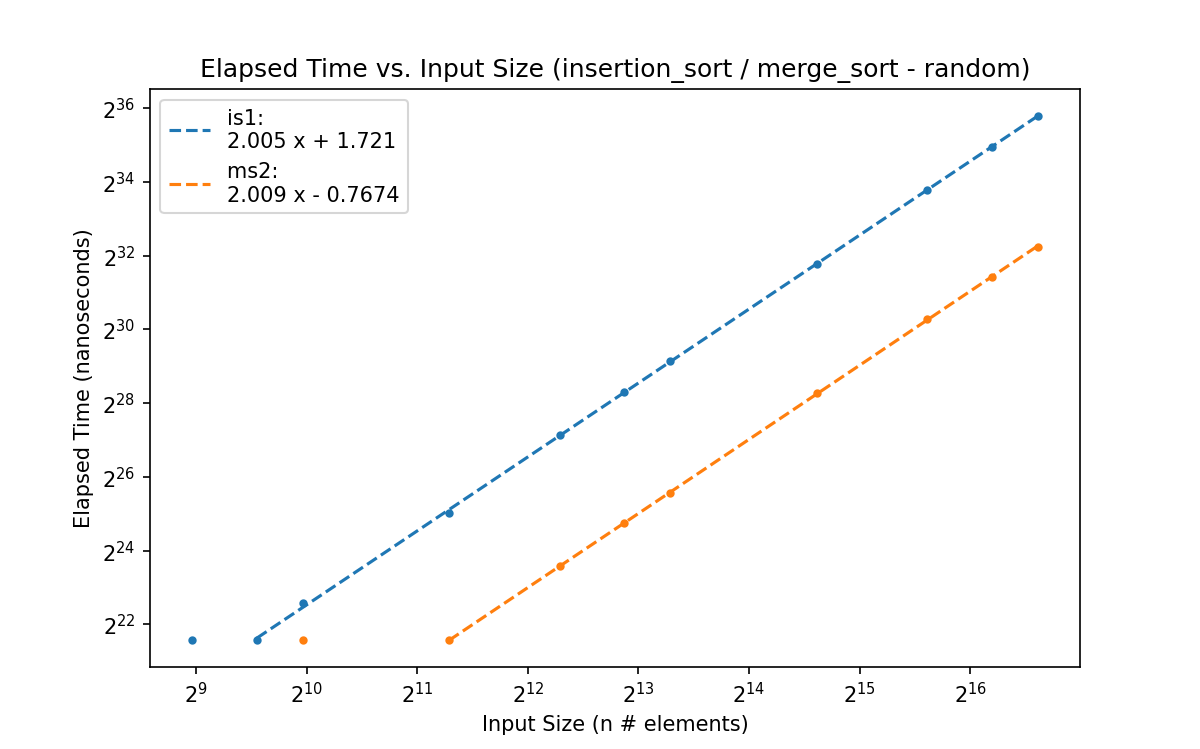 Elapsed Time vs. Input Size (insertion_sort / merge_sort - random)
is1:
2.005 x + 1.721
ms2:
2.009 x - 0.7674
Elapsed Time (nanoseconds)
2^36
2^34
2^32
2^30
2^28
2^26
2^24
2^22
2^9 2^10 2^11 2^12 2^13 2^14 2^15 2^16
Input Size (n # elements)